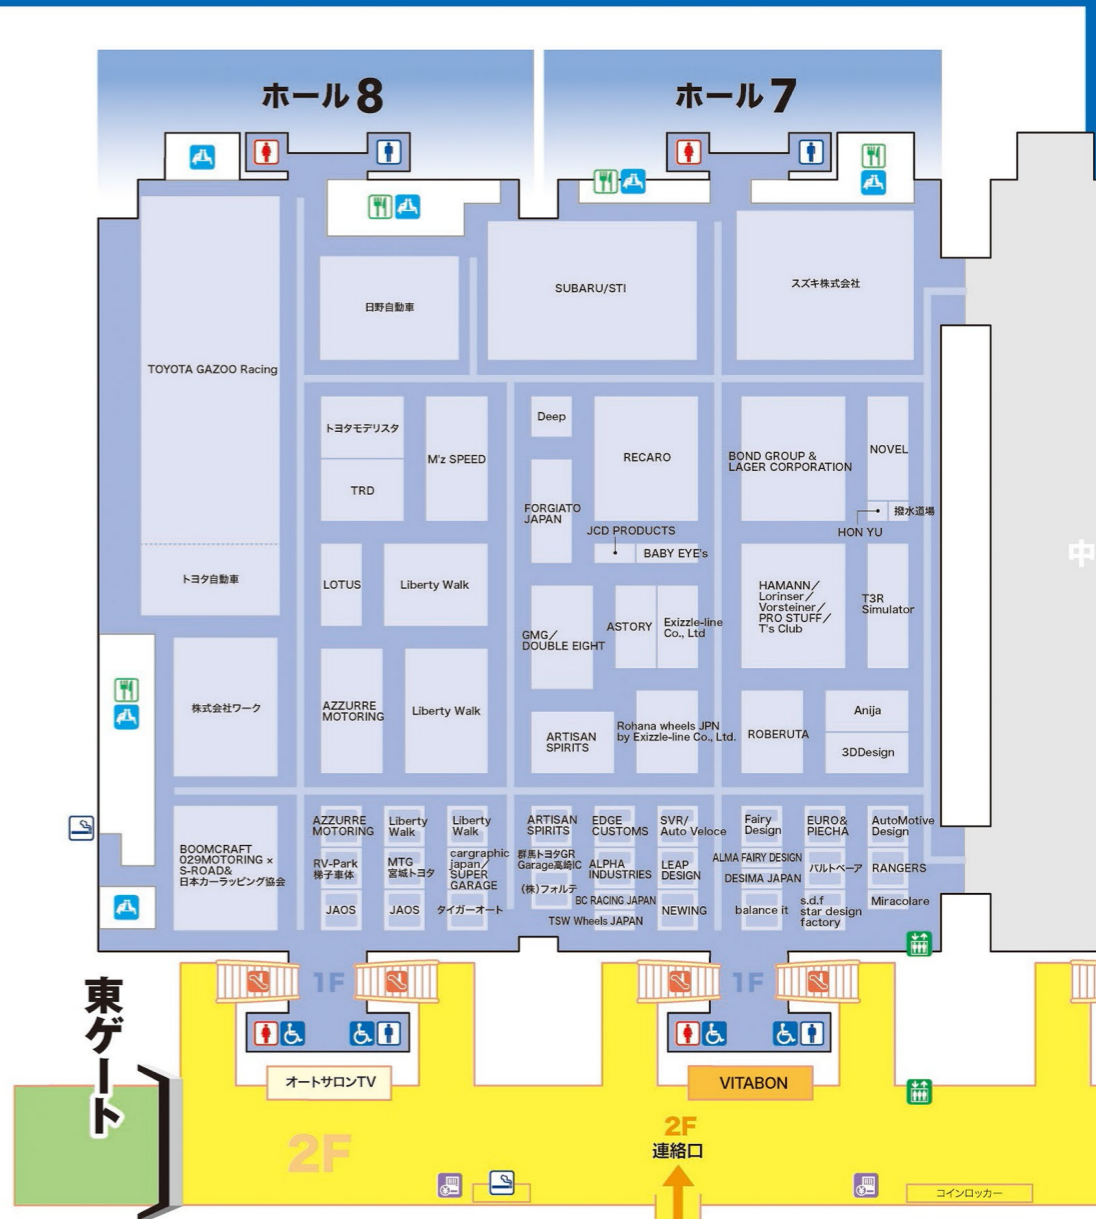 ホール8
ホール7
SUBARU/STI
スズキ株式会社
日野自動車
TOYOTA GAZOO Racing
トヨタ自動車
トヨタモデリスタ
TRD
M'z SPEED
Deep
RECARO
BOND GROUP &
LAGER CORPORATION
NOVEL
FORGIATO
JAPAN
JCD PRODUCTS
BABY EYE's
HON YU
撥水道場
LOTUS
Liberty Walk
GMG/
DOUBLE EIGHT
ASTORY
Exizzle-line
Co., Ltd
HAMANN/
Lorinser/
Vorsteiner/
PRO STUFF/
T's Club
T3R
Simulator
中
株式会社ワーク
AZZURRE
MOTORING
Liberty Walk
ARTISAN
SPIRITS
Rohana wheels JPN
by Exizzle-line Co., Ltd.
ROBERUTA
Anija
3DDesign
BOOMCRAFT
029MOTORING ×
S-ROAD&
日本カーラッピング協会
AZZURRE
MOTORING
Liberty
Walk
Liberty
Walk
ARTISAN
SPIRITS
EDGE
CUSTOMS
SVR/
Auto Veloce
Fairy
Design
EURO&
PIECHA
AutoMotive
Design
RV-Park
梯子車体
MTG
宮城トヨタ
cargraphic
japan/
SUPER
GARAGE
群馬トヨタGR
Garage高崎IC
ALPHA
INDUSTRIES
LEAP
DESIGN
ALMA FAIRY DESIGN
DESIMA JAPAN
バルトベーア
RANGERS
JAOS
JAOS
タイガーオート
(株)フォルテ
BC RACING JAPAN
TSW Wheels JAPAN
NEWING
balance it
s.d.f
star design
factory
Miracolare
1F
1F
東ゲート
オートサロンTV
VITABON
2F
2F
連絡口
コインロッカー